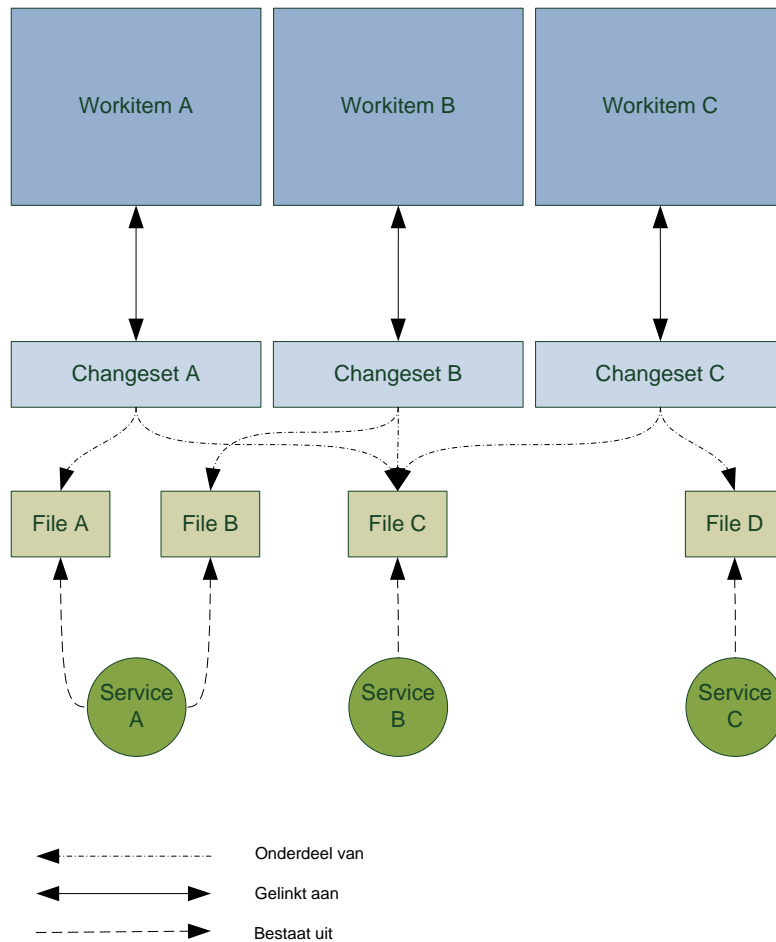 Workitem A
Workitem B
Workitem C
Changeset A
Changeset B
Changeset C
File A
File B
File C
File D
Service
A
Service
B
Service
C
Onderdeel van
Gelinkt aan
Bestaat uit